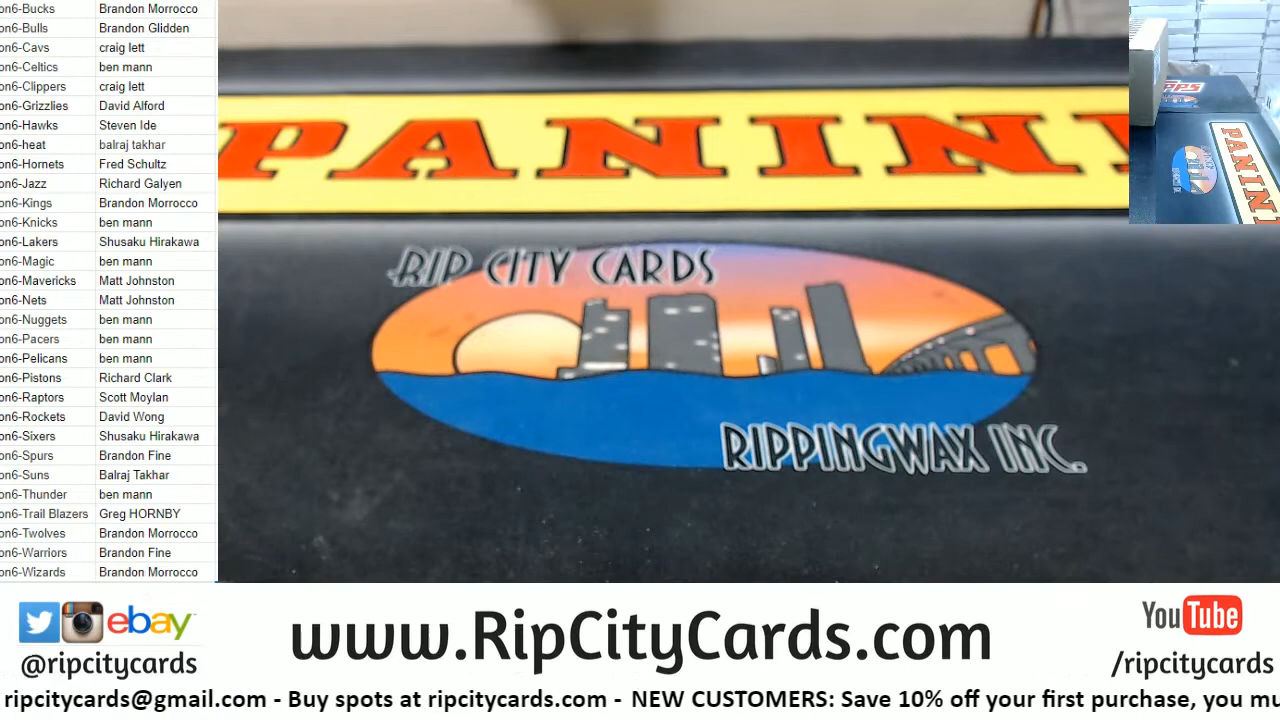 on6-Bucks Brandon Morrocco
on6-Bulls Brandon Glidden
on6-Cavs craig lett
on6-Celtics ben mann
on6-Clippers craig lett
on6-Grizzlies David Alford
on6-Hawks Steven Ide
on6-heat balraj takhar
on6-Hornets Fred Schultz
on6-Jazz Richard Galyen
on6-Kings Brandon Morrocco
on6-Knicks ben mann
on6-Lakers Shusaku Hirakawa
on6-Magic ben mann
on6-Mavericks Matt Johnston
on6-Nets Matt Johnston
on6-Nuggets ben mann
on6-Pacers ben mann
on6-Pelicans ben mann
on6-Pistons Richard Clark
on6-Raptors Scott Moylan
on6-Rockets David Wong
on6-Sixers Shusaku Hirakawa
on6-Spurs Brandon Fine
on6-Suns Balraj Takhar
on6-Thunder ben mann
on6-Trail Blazers Greg HORNBY
on6-Twolves Brandon Morrocco
on6-Warriors Brandon Fine
on6-Wizards Brandon Morrocco
PANINI
RIP CITY CARDS
RIPPINGWAX INC.
PPS
PANINI
ebay
@ripcitycards
www.RipCityCards.com
YouTube
/ripcitycards
ripcitycards@gmail.com - Buy spots at ripcitycards.com - NEW CUSTOMERS: Save 10% off your first purchase, you mu